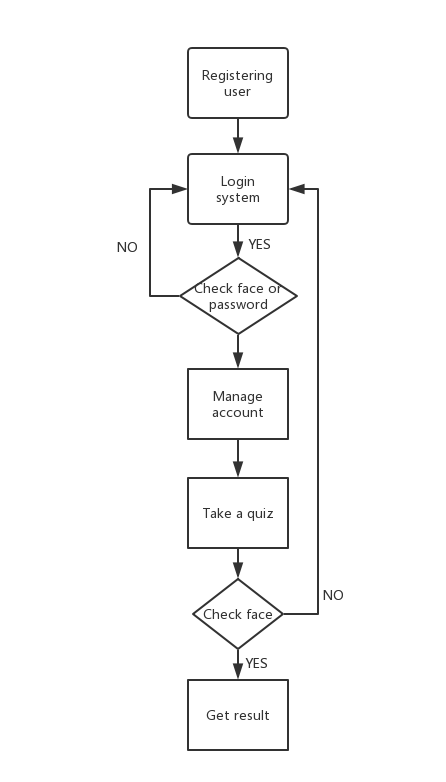 Registering
user
Login
system
NO
YES
Check face or
password
Manage
account
Take a quiz
NO
Check face
YES
Get result